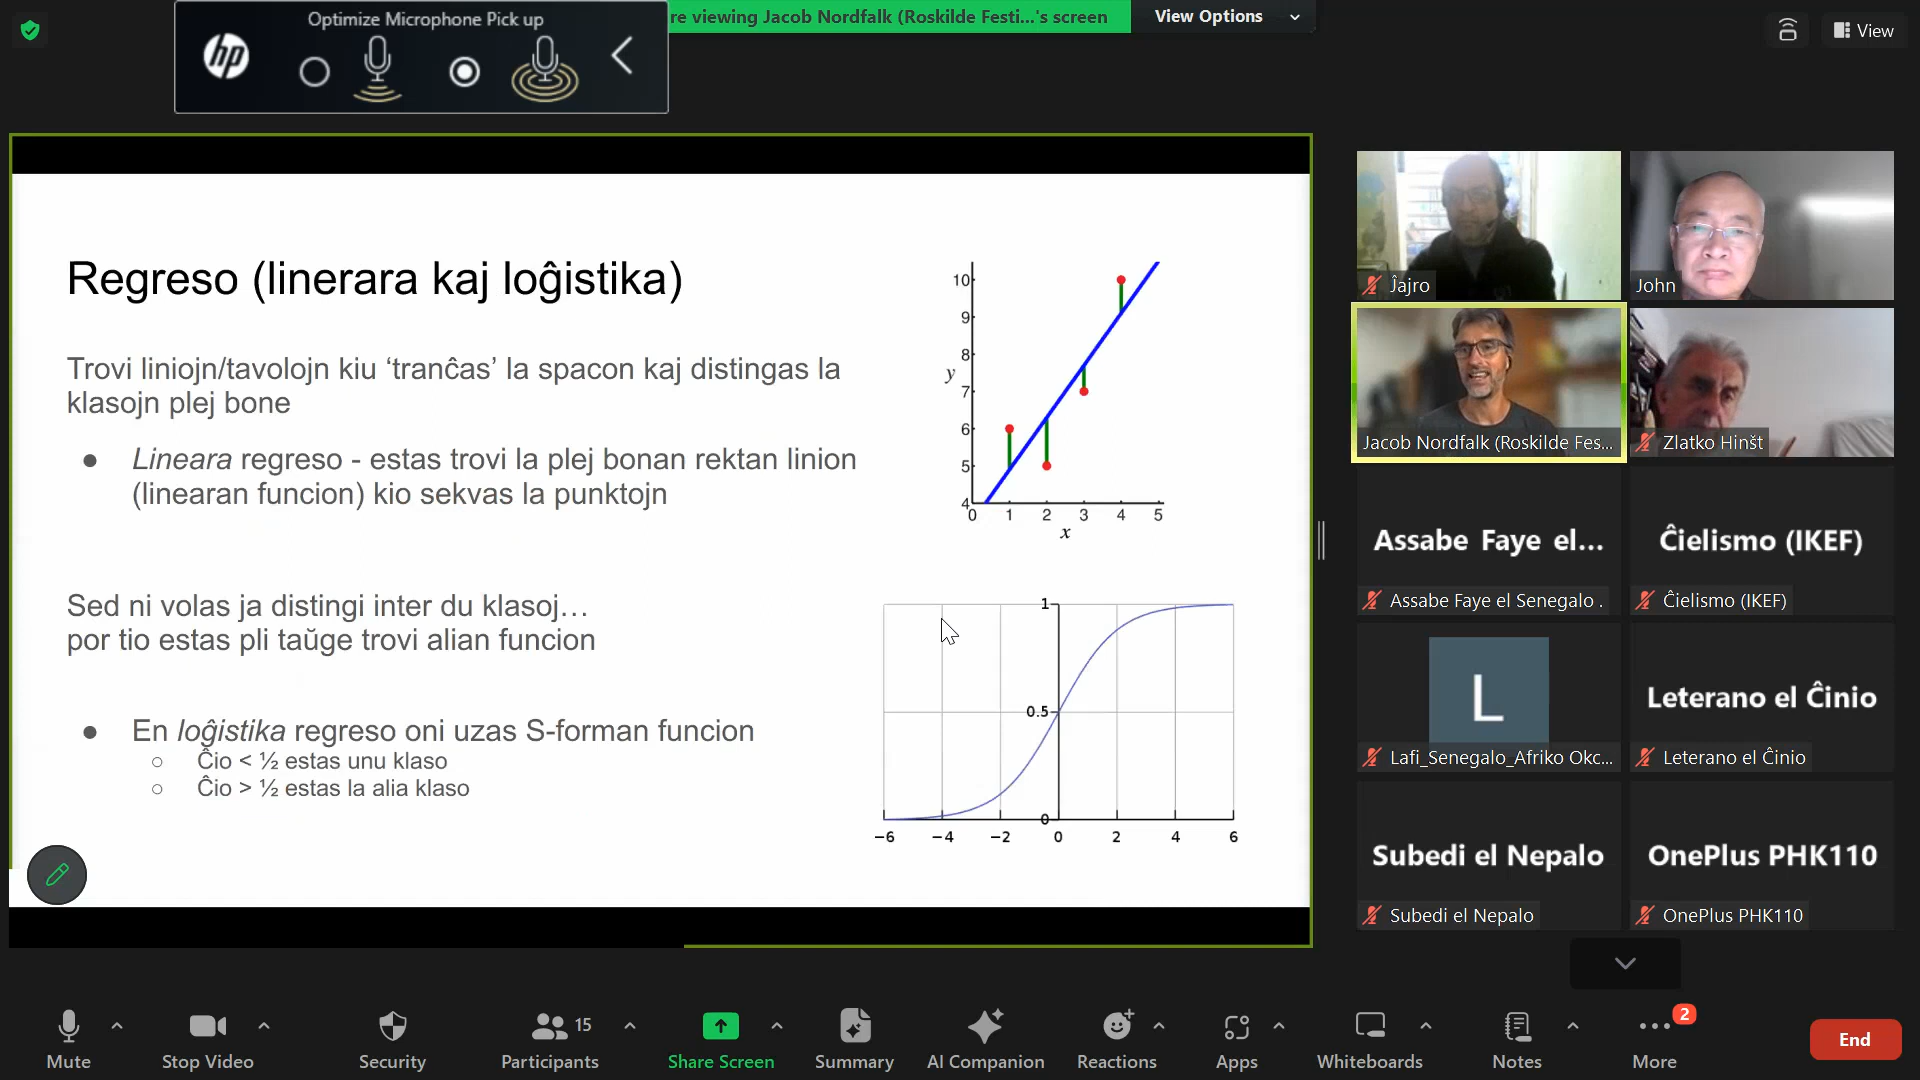 Optimize Microphone Pick up
hp
re viewing Jacob Nordfalk (Roskilde Festi...'s screen
View Options
View
Regreso (linerara kaj loĝistika)
Trovi liniojn/tavolojn kiu ‘tranĉas’ la spacon kaj distingas la
klasojn plej bone
● Lineara regreso - estas trovi la plej bonan rektan linion
(linearan funcion) kio sekvas la punktojn
Sed ni volas ja distingi inter du klasoj…
por tio estas pli taŭge trovi alian funcion
● En loĝistika regreso oni uzas S-forman funcion
○ Ĉio < ½ estas unu klaso
○ Ĉio > ½ estas la alia klaso
10
9
8
y
7
6
5
4
0 1 2 3 4 5
x
1
0.5
0
−6 −4 −2 0 2 4 6
Ĵajro
John
Jacob Nordfalk (Roskilde Fes...
Zlatko Hinŝt
Assabe Faye el...
Assabe Faye el Senegalo .
Ĉielismo (IKEF)
Ĉielismo (IKEF)
L
Lafi_Senegalo_Afriko Okc...
Leterano el Ĉinio
Leterano el Ĉinio
Subedi el Nepalo
Subedi el Nepalo
OnePlus PHK110
OnePlus PHK110
Mute
Stop Video
Security
15
Participants
Share Screen
Summary
AI Companion
Reactions
Apps
Whiteboards
Notes
2
More
End